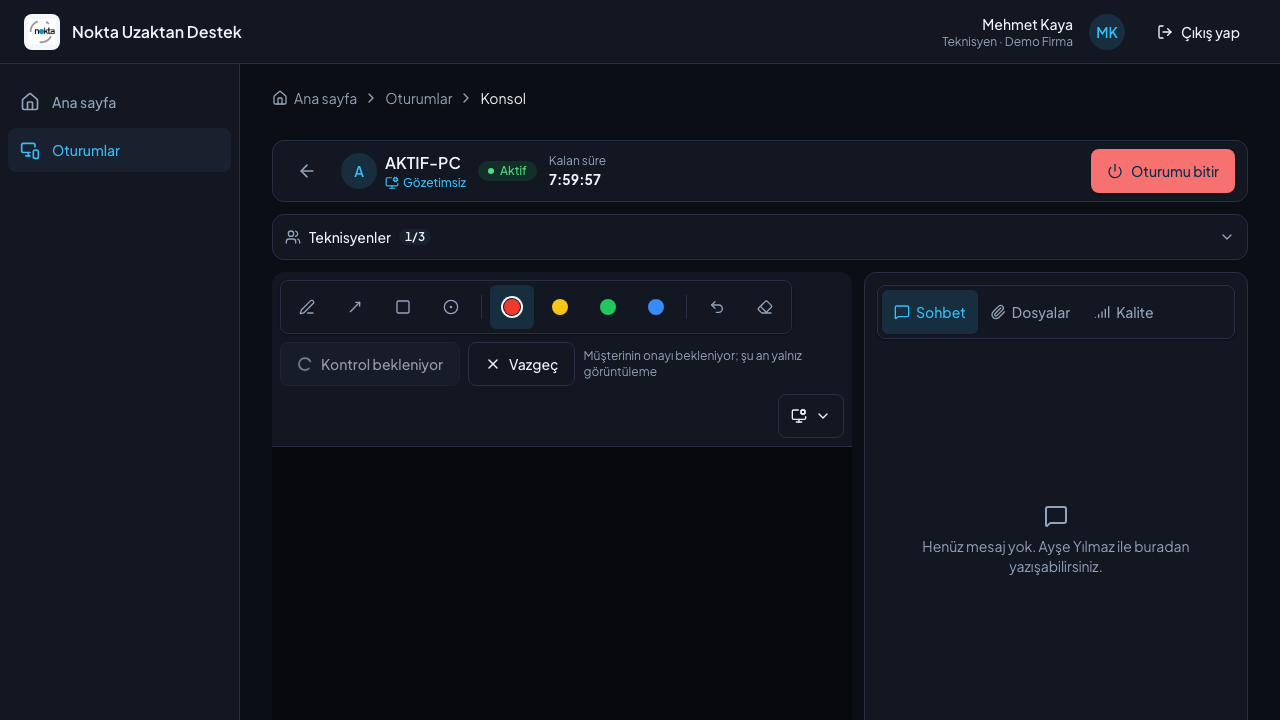 nokta
Nokta Uzaktan Destek
Mehmet Kaya
Teknisyen · Demo Firma
MK
Çıkış yap
Ana sayfa
Oturumlar
Ana sayfa
Oturumlar
Konsol
A
AKTIF-PC
Gözetimsiz
Aktif
Kalan süre
7:59:57
Oturumu bitir
Teknisyenler
1/3
Kontrol bekleniyor
Vazgeç
Müşterinin onayı bekleniyor; şu an yalnız
görüntüleme
Sohbet
Dosyalar
Kalite
Henüz mesaj yok. Ayşe Yılmaz ile buradan
yazışabilirsiniz.